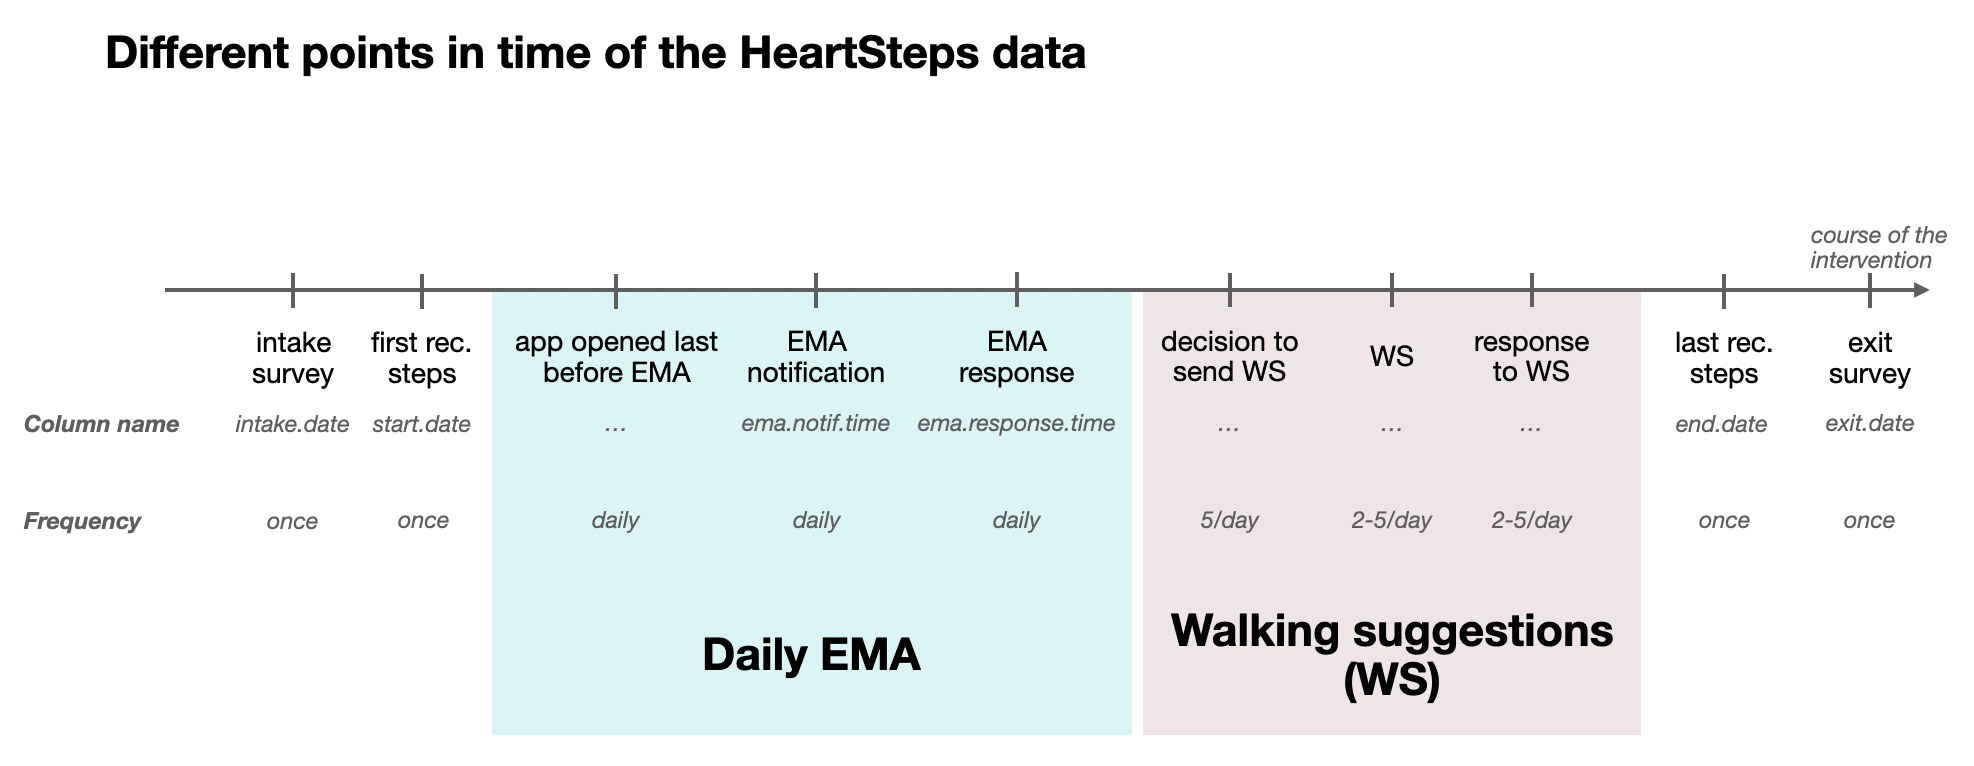 Different points in time of the HeartSteps data
course of the
intervention
intake
survey
first rec.
steps
app opened last
before EMA
EMA
notification
EMA
response
decision to
send WS
WS
response
to WS
last rec.
steps
exit
survey
Column name intake.date start.date ... ema.notif.time ema.response.time ... ... ... end.date exit.date
Frequency once once daily daily daily 5/day 2-5/day 2-5/day once once
Daily EMA
Walking suggestions
(WS)